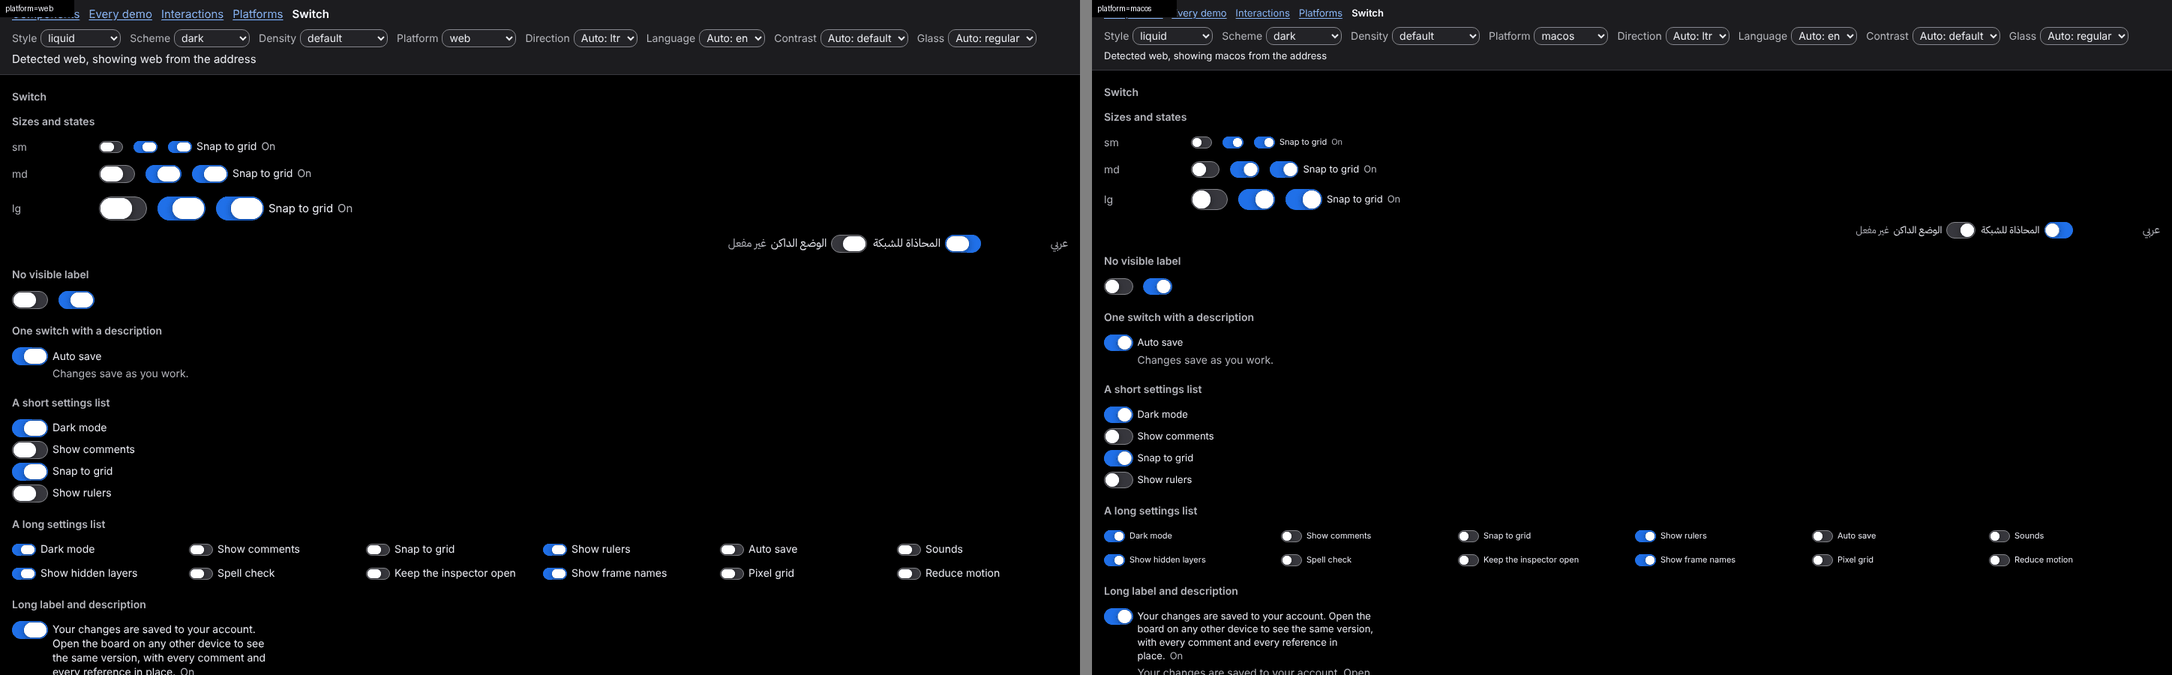 platform=web
Every demo Interactions Platforms Switch
Style liquid Scheme dark Density default Platform web Direction Auto: ltr Language Auto: en Contrast Auto: default Glass Auto: regular
Detected web, showing web from the address
Switch
Sizes and states
sm Snap to grid On
md Snap to grid On
lg Snap to grid On
عربي المحاذاة للشبكة الوضع الداكن غير مفعل
No visible label
One switch with a description
Auto save
Changes save as you work.
A short settings list
Dark mode
Show comments
Snap to grid
Show rulers
A long settings list
Dark mode Show comments Snap to grid Show rulers Auto save Sounds
Show hidden layers Spell check Keep the inspector open Show frame names Pixel grid Reduce motion
Long label and description
Your changes are saved to your account.
Open the board on any other device to see
the same version, with every comment and
every reference in place. On
platform=macos
Every demo Interactions Platforms Switch
Style liquid Scheme dark Density default Platform macos Direction Auto: ltr Language Auto: en Contrast Auto: default Glass Auto: regular
Detected web, showing macos from the address
Switch
Sizes and states
sm Snap to grid On
md Snap to grid On
lg Snap to grid On
عربي المحاذاة للشبكة الوضع الداكن غير مفعل
No visible label
One switch with a description
Auto save
Changes save as you work.
A short settings list
Dark mode
Show comments
Snap to grid
Show rulers
A long settings list
Dark mode Show comments Snap to grid Show rulers Auto save Sounds
Show hidden layers Spell check Keep the inspector open Show frame names Pixel grid Reduce motion
Long label and description
Your changes are saved to your account. Open the
board on any other device to see the same version,
with every comment and every reference in
place. On
Your changes are saved to your account. Open